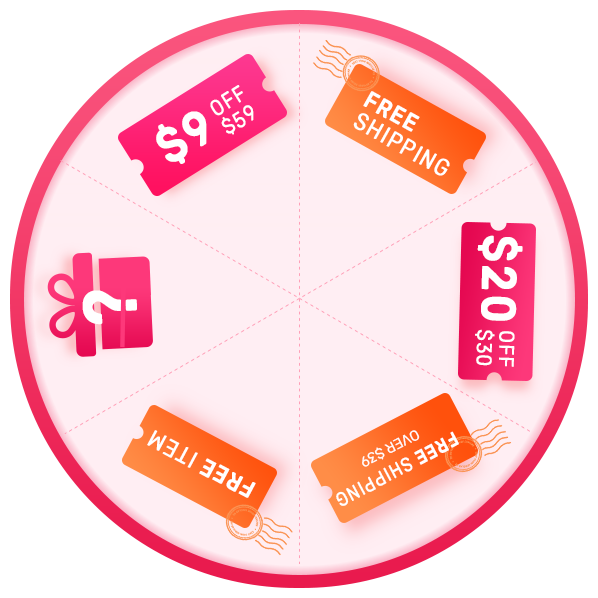 FREE
SHIPPING
$20
OFF
$30
FREE SHIPPING
OVER $39
FREE ITEM
?
$9
OFF
$59